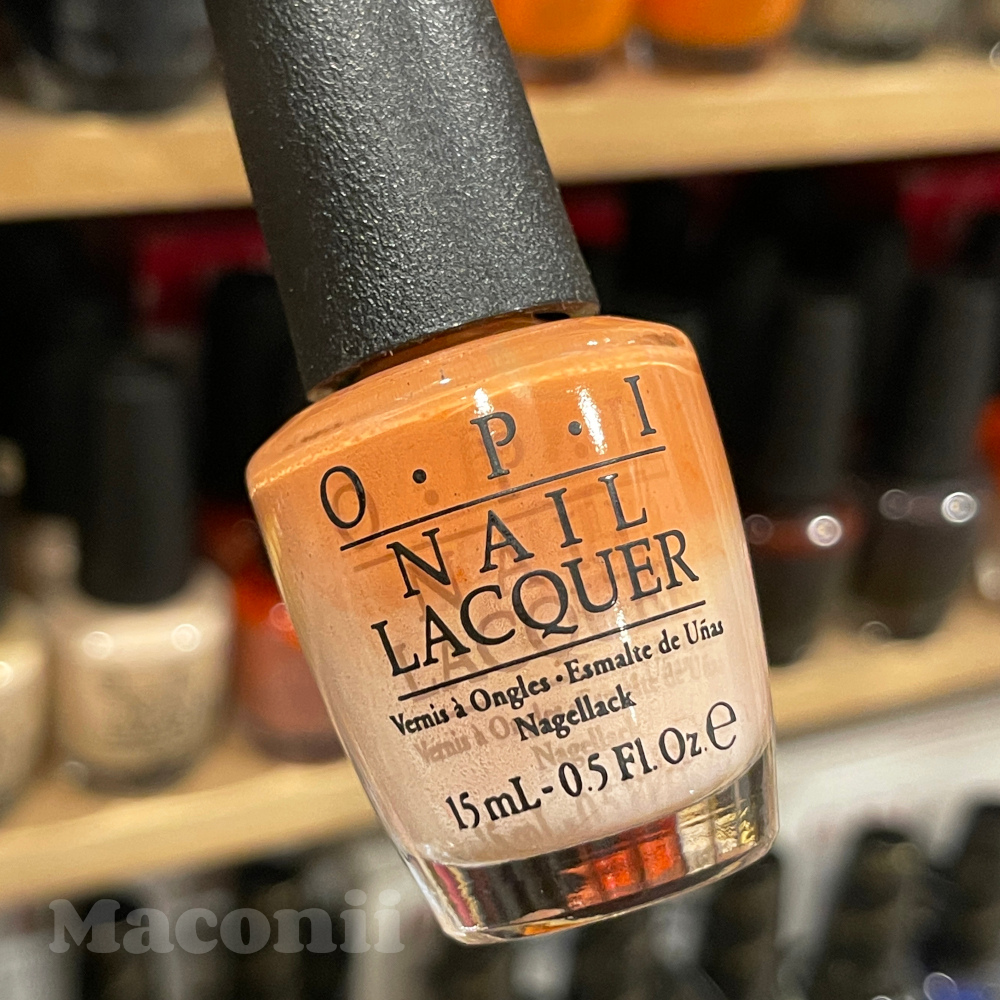 O·P·I
NAIL
LACQUER
Vernis à Ongles·Esmalte de Uñas
Nagellack
15 mL-0.5 Fl. Oz. ℮
Maconii